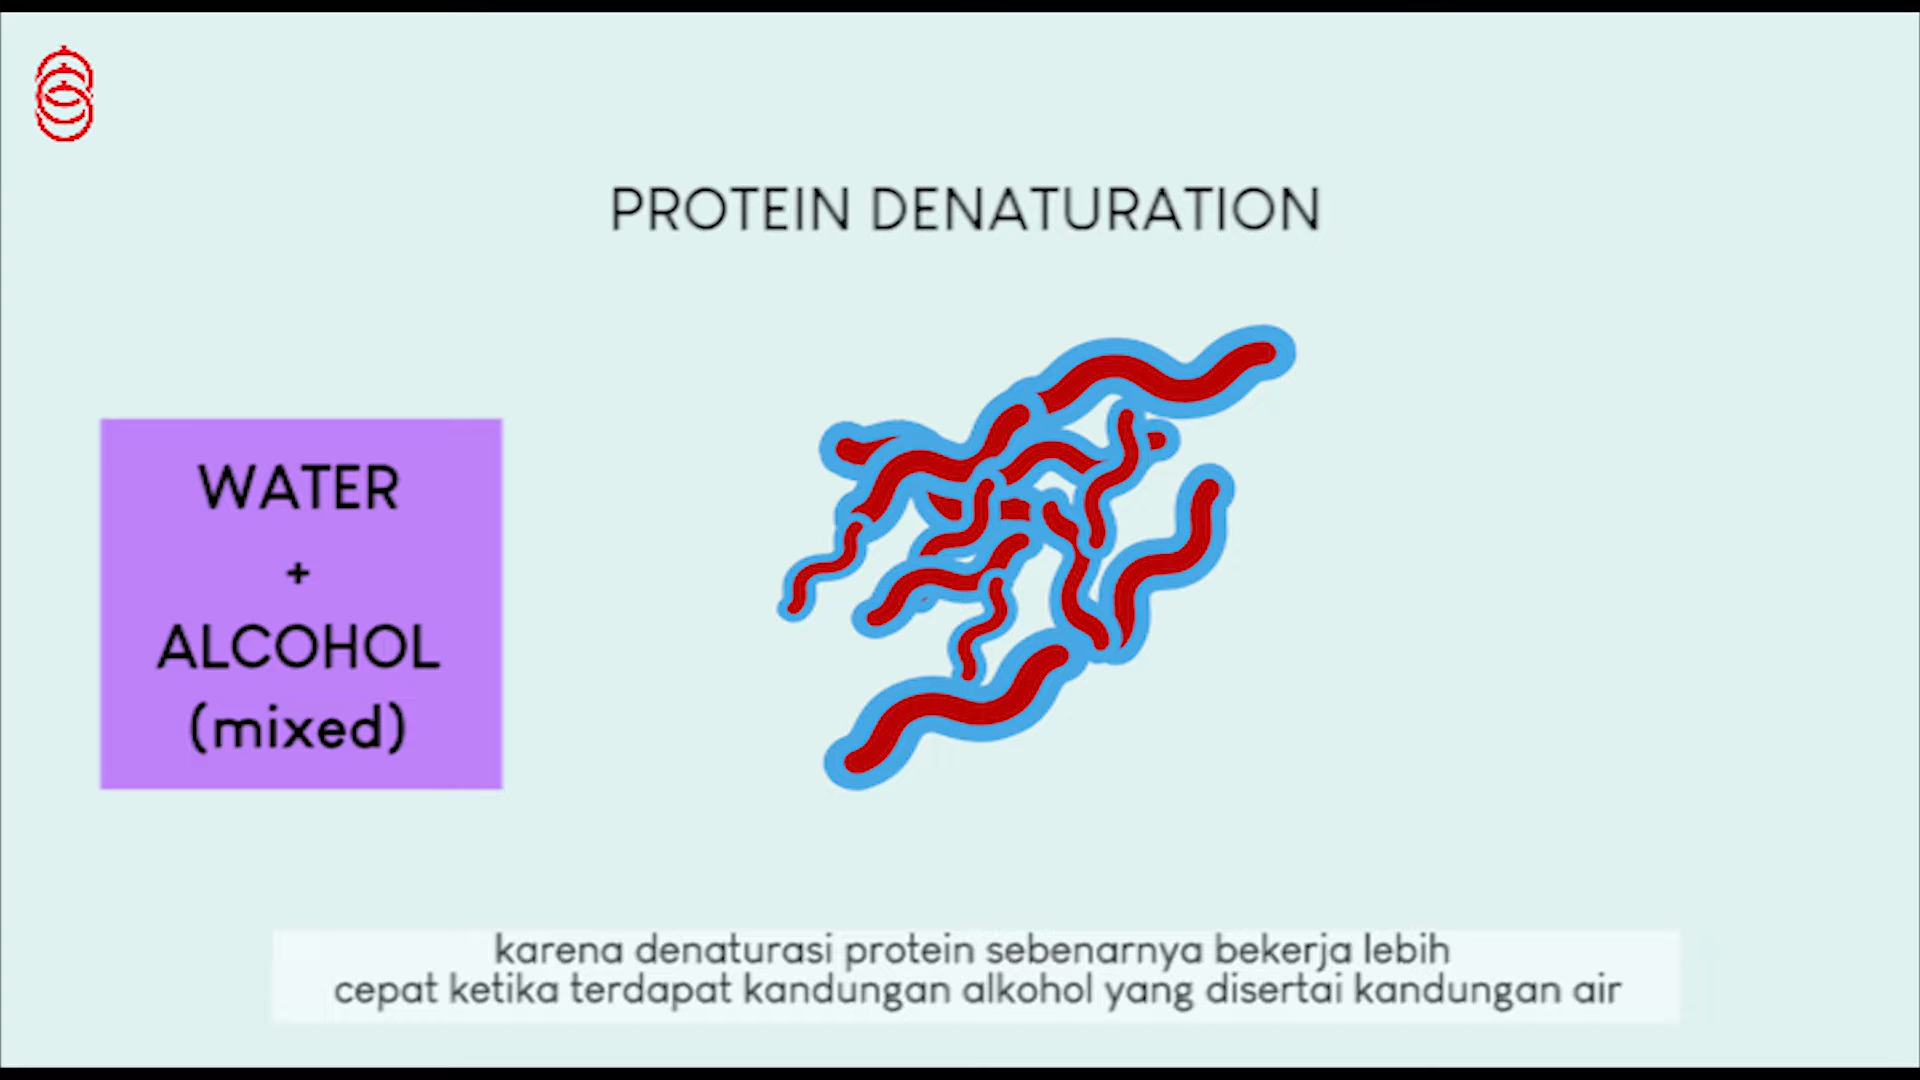 PROTEIN DENATURATION
WATER
+
ALCOHOL
(mixed)
karena denaturasi protein sebenarnya bekerja lebih
cepat ketika terdapat kandungan alkohol yang disertai kandungan air